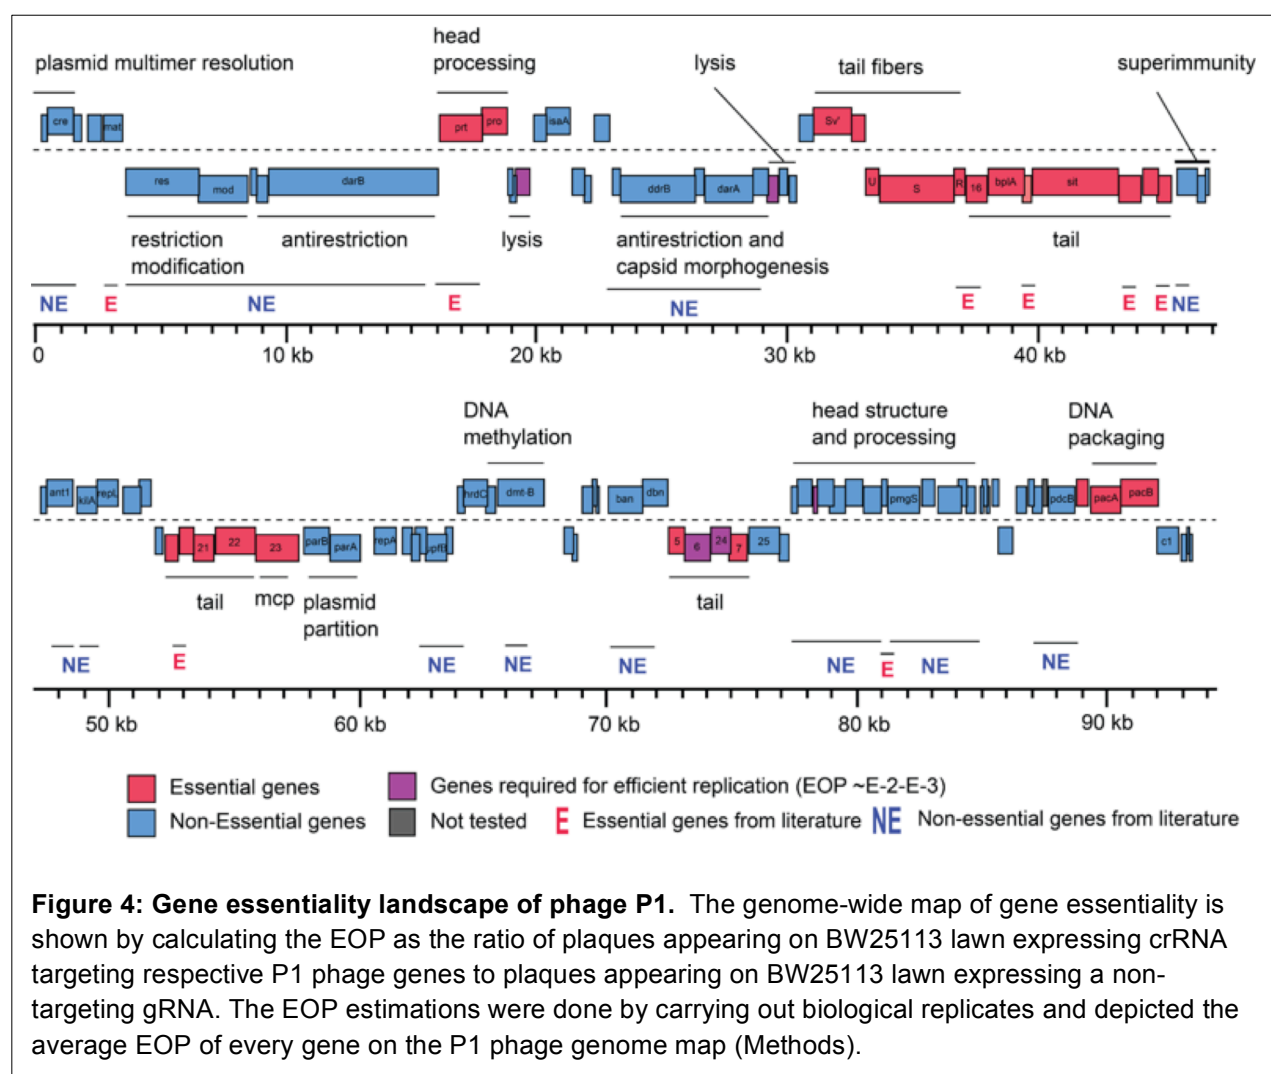 head
plasmid multimer resolution
processing
lysis
tail fibers
superimmunity
cre
mat
prt
pro
isaA
Sv'
res
mod
darB
ddrB
darA
U
S
R
16
bplA
sit
restriction
modification
antirestriction
lysis
antirestriction and
capsid morphogenesis
tail
NE
E
NE
E
NE
E
E
E
E
NE
0
10 kb
20 kb
30 kb
40 kb
DNA
methylation
head structure
and processing
DNA
packaging
ant1
kilA
repL
hrdC
dmt-B
ban
dbn
pmgS
pdcB
pacA
pacB
21
22
23
parB
parA
repA
upfB
5
6
24
7
25
c1
tail
mcp
plasmid
partition
tail
NE
E
NE
NE
NE
NE
E
NE
NE
50 kb
60 kb
70 kb
80 kb
90 kb
Essential genes
Genes required for efficient replication (EOP ~E-2-E-3)
Non-Essential genes
Not tested
E Essential genes from literature
NE Non-essential genes from literature
Figure 4: Gene essentiality landscape of phage P1. The genome-wide map of gene essentiality is
shown by calculating the EOP as the ratio of plaques appearing on BW25113 lawn expressing crRNA
targeting respective P1 phage genes to plaques appearing on BW25113 lawn expressing a non-
targeting gRNA. The EOP estimations were done by carrying out biological replicates and depicted the
average EOP of every gene on the P1 phage genome map (Methods).